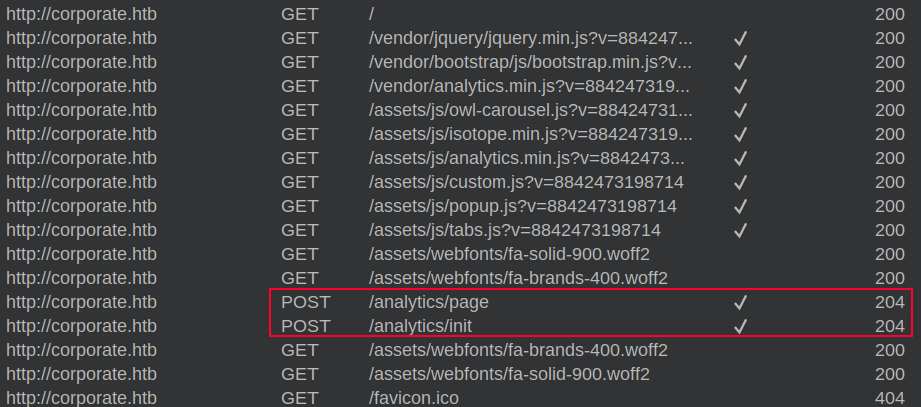 http://corporate.htb GET / 200
http://corporate.htb GET /vendor/jquery/jquery.min.js?v=884247... ✓ 200
http://corporate.htb GET /vendor/bootstrap/js/bootstrap.min.js?v... ✓ 200
http://corporate.htb GET /vendor/analytics.min.js?v=884247319... ✓ 200
http://corporate.htb GET /assets/js/owl-carousel.js?v=88424731... ✓ 200
http://corporate.htb GET /assets/js/isotope.min.js?v=884247319... ✓ 200
http://corporate.htb GET /assets/js/analytics.min.js?v=8842473... ✓ 200
http://corporate.htb GET /assets/js/custom.js?v=8842473198714 ✓ 200
http://corporate.htb GET /assets/js/popup.js?v=8842473198714 ✓ 200
http://corporate.htb GET /assets/js/tabs.js?v=8842473198714 ✓ 200
http://corporate.htb GET /assets/webfonts/fa-solid-900.woff2 200
http://corporate.htb GET /assets/webfonts/fa-brands-400.woff2 200
http://corporate.htb POST /analytics/page ✓ 204
http://corporate.htb POST /analytics/init ✓ 204
http://corporate.htb GET /assets/webfonts/fa-brands-400.woff2 200
http://corporate.htb GET /assets/webfonts/fa-solid-900.woff2 200
http://corporate.htb GET /favicon.ico 404